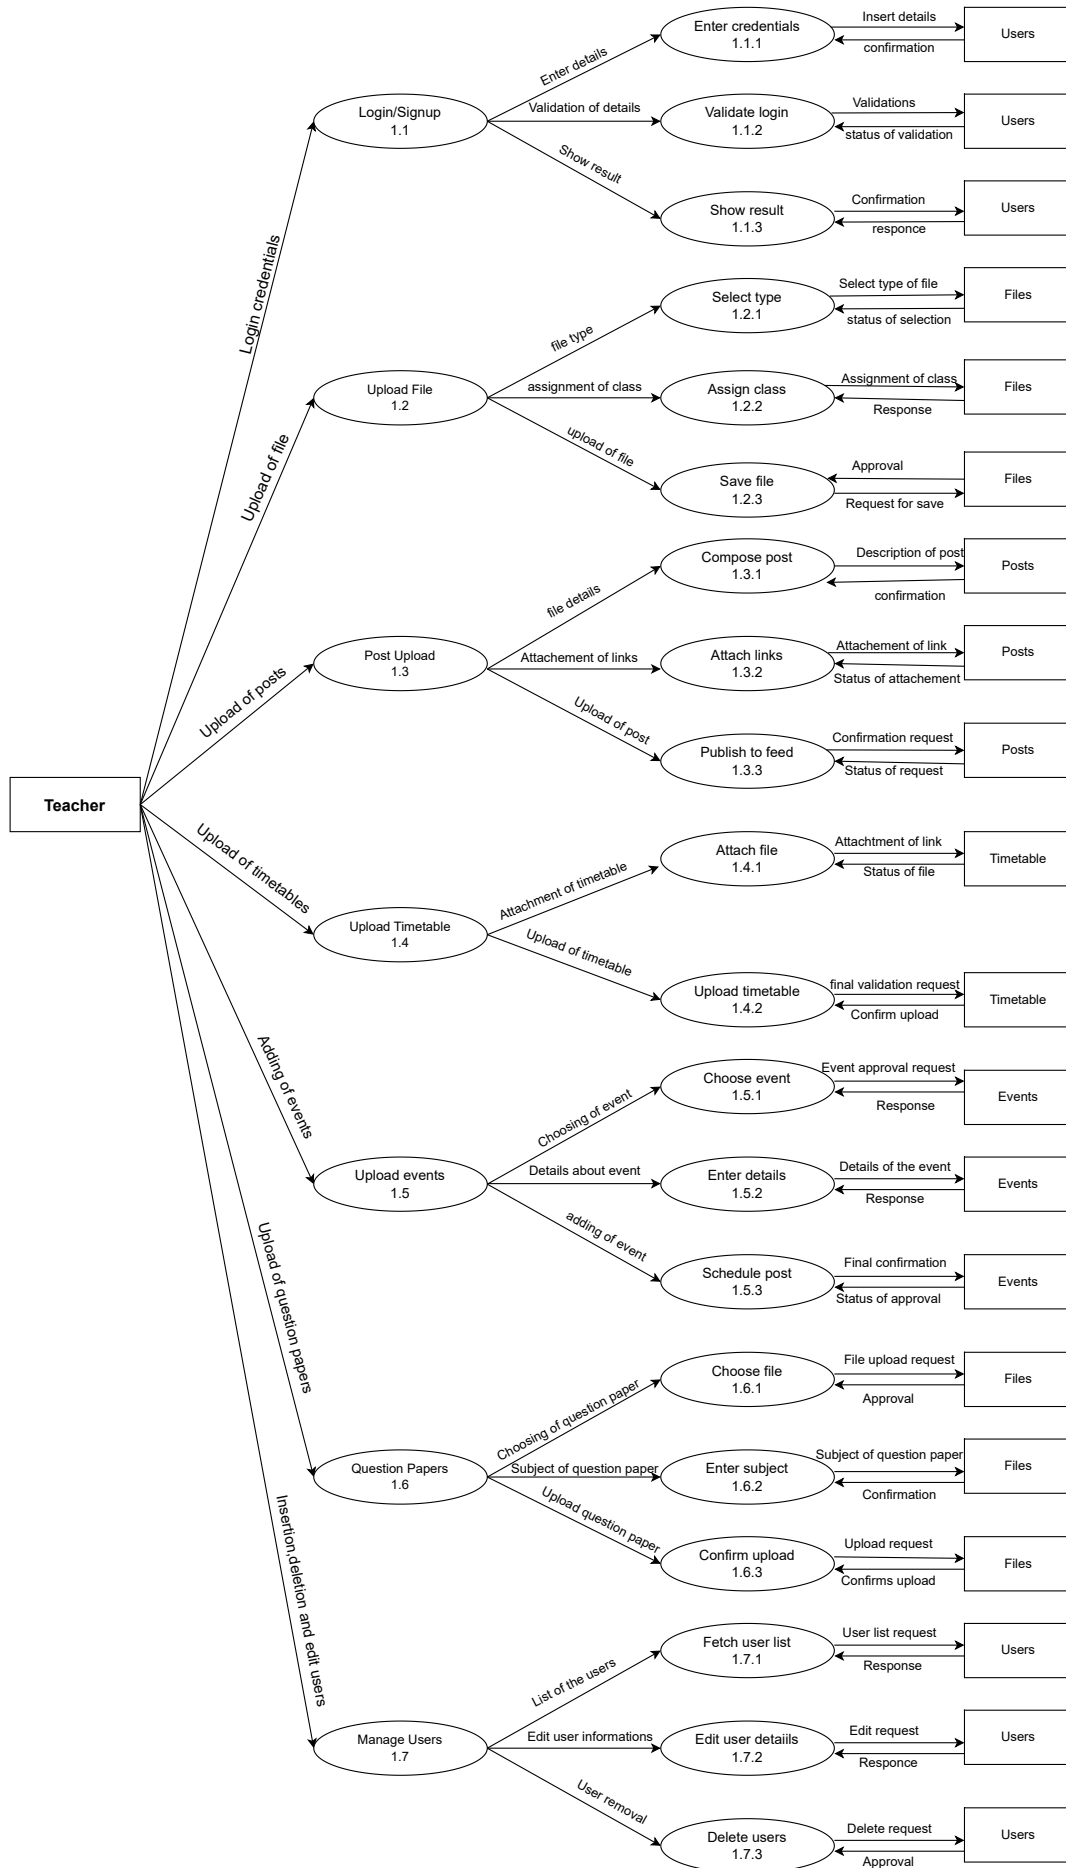 Enter credentials
1.1.1
Insert details
confirmation
Users
Enter details
Login/Signup
1.1
Validation of details
Validate login
1.1.2
Validations
status of validation
Users
Show result
Show result
1.1.3
Confirmation
responce
Users
Login credentials
Select type
1.2.1
Select type of file
status of selection
Files
file type
Upload File
1.2
assignment of class
Assign class
1.2.2
Assignment of class
Response
Files
upload of file
Save file
1.2.3
Approval
Request for save
Files
Upload of file
Compose post
1.3.1
Description of post
confirmation
Posts
file details
Post Upload
1.3
Attachement of links
Attach links
1.3.2
Attachement of link
Status of attachement
Posts
Upload of post
Publish to feed
1.3.3
Confirmation request
Status of request
Posts
Upload of posts
Teacher
Upload of timetables
Attach file
1.4.1
Attachtment of link
Status of file
Timetable
Attachment of timetable
Upload Timetable
1.4
Upload of timetable
Upload timetable
1.4.2
final validation request
Confirm upload
Timetable
Adding of events
Choose event
1.5.1
Event approval request
Response
Events
Choosing of event
Upload events
1.5
Details about event
Enter details
1.5.2
Details of the event
Response
Events
adding of event
Schedule post
1.5.3
Final confirmation
Status of approval
Events
Upload of question papers
Choose file
1.6.1
File upload request
Approval
Files
Choosing of question paper
Question Papers
1.6
Subject of question paper
Enter subject
1.6.2
Subject of question paper
Confirmation
Files
Upload question paper
Confirm upload
1.6.3
Upload request
Confirms upload
Files
Insertion,deletion and edit users
Fetch user list
1.7.1
User list request
Response
Users
List of the users
Manage Users
1.7
Edit user informations
Edit user detaiils
1.7.2
Edit request
Responce
Users
User removal
Delete users
1.7.3
Delete request
Approval
Users